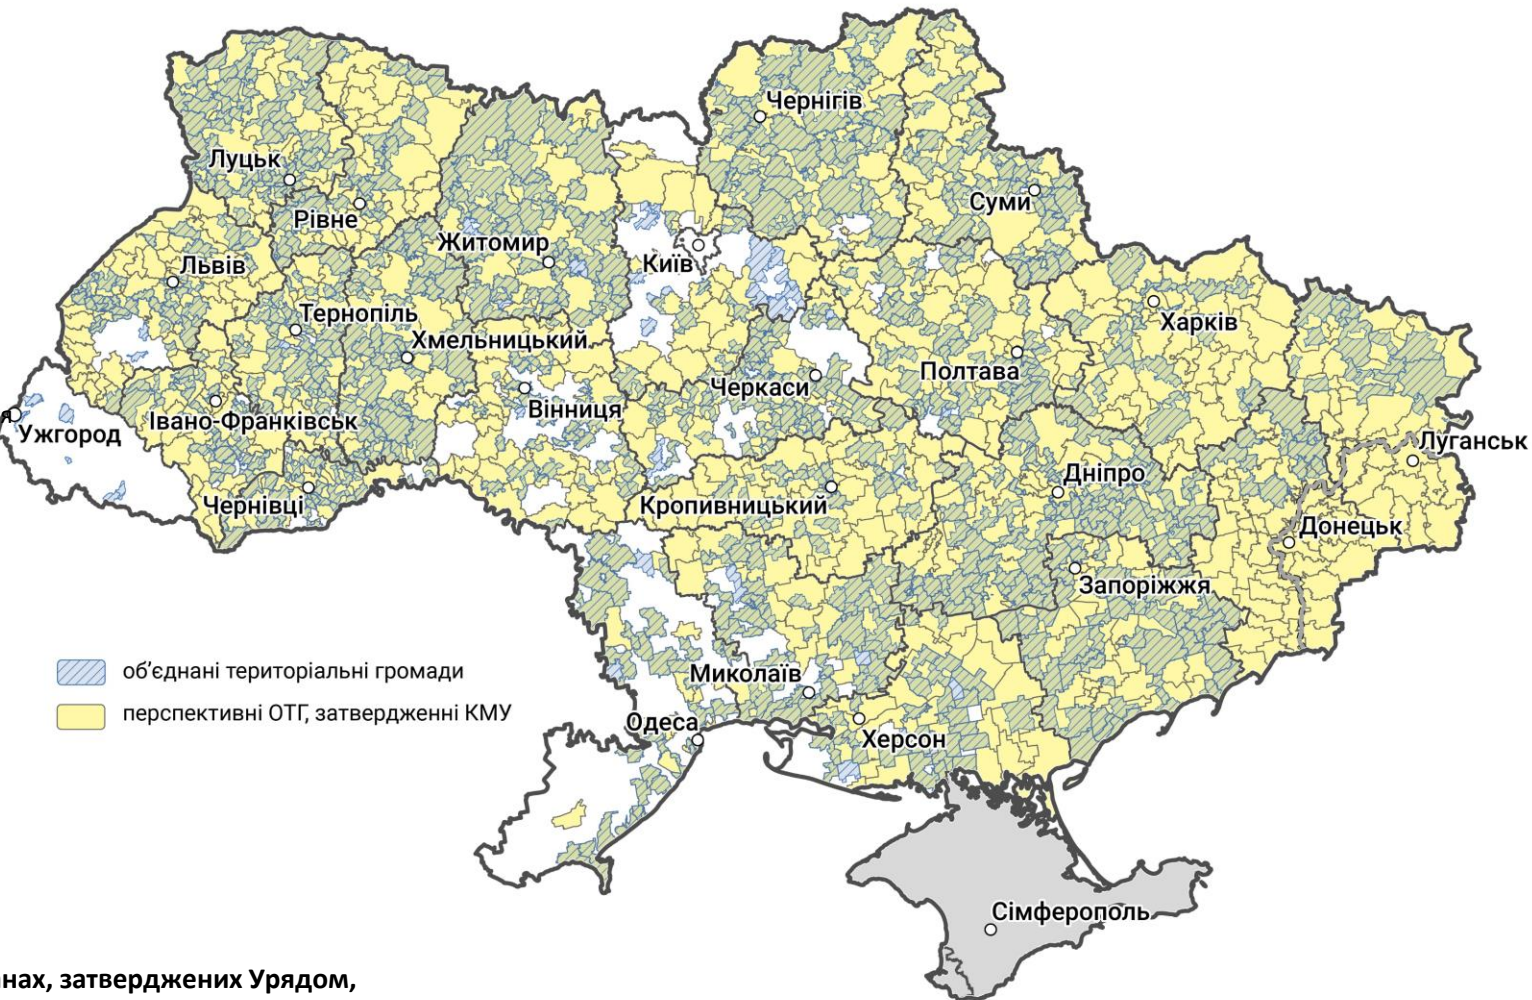 Чернігів
Луцьк
Суми
Рівне
Житомир
Київ
Львів
Тернопіль
Харків
Хмельницький
Полтава
Черкаси
Вінниця
Івано-Франківськ
Ужгород
Луганськ
Дніпро
Чернівці
Кропивницький
Донецьк
Запоріжжя
об’єднані територіальні громади
Миколаїв
перспективні ОТГ, затвердженні КМУ
Одеса
Херсон
Сімферополь
нах, затверджених Урядом,